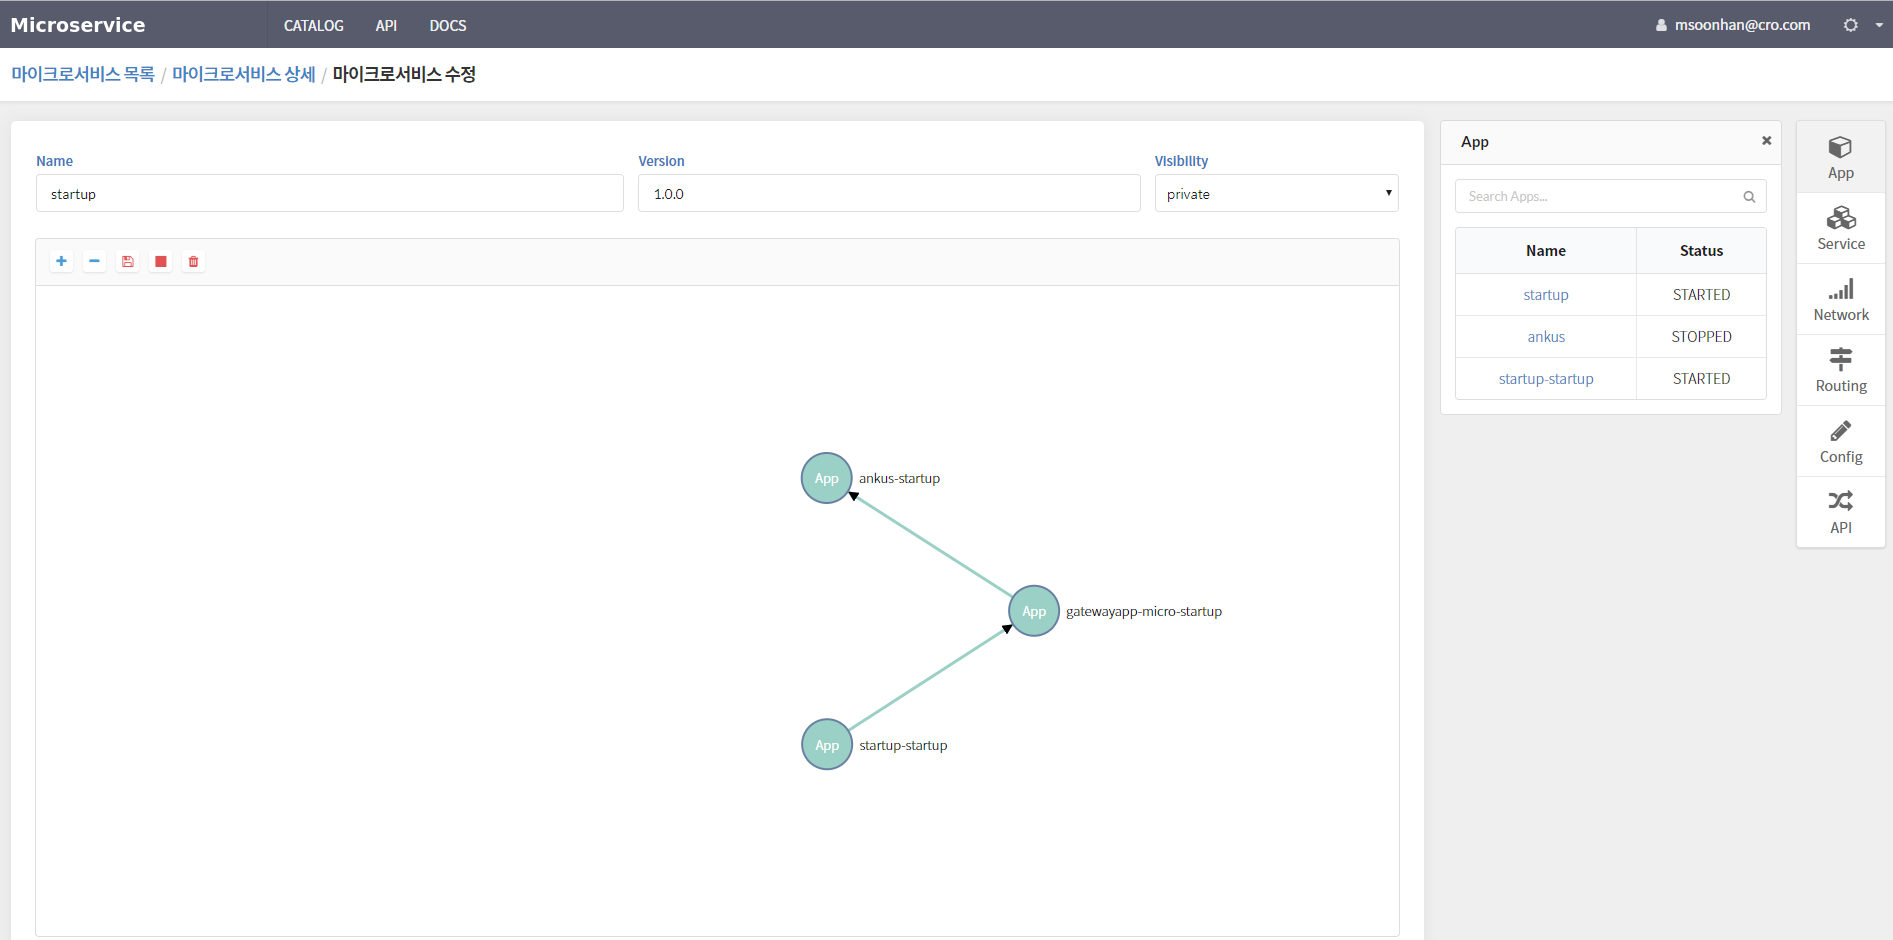 Microservice CATALOG API DOCS msoonhan@cro.com
마이크로서비스 목록 / 마이크로서비스 상세 / 마이크로서비스 수정
Name Version Visibility
startup 1.0.0 private
App ankus-startup
App gatewayapp-micro-startup
App startup-startup
App
Search Apps...
Name Status
startup STARTED
ankus STOPPED
startup-startup STARTED
App
Service
Network
Routing
Config
API